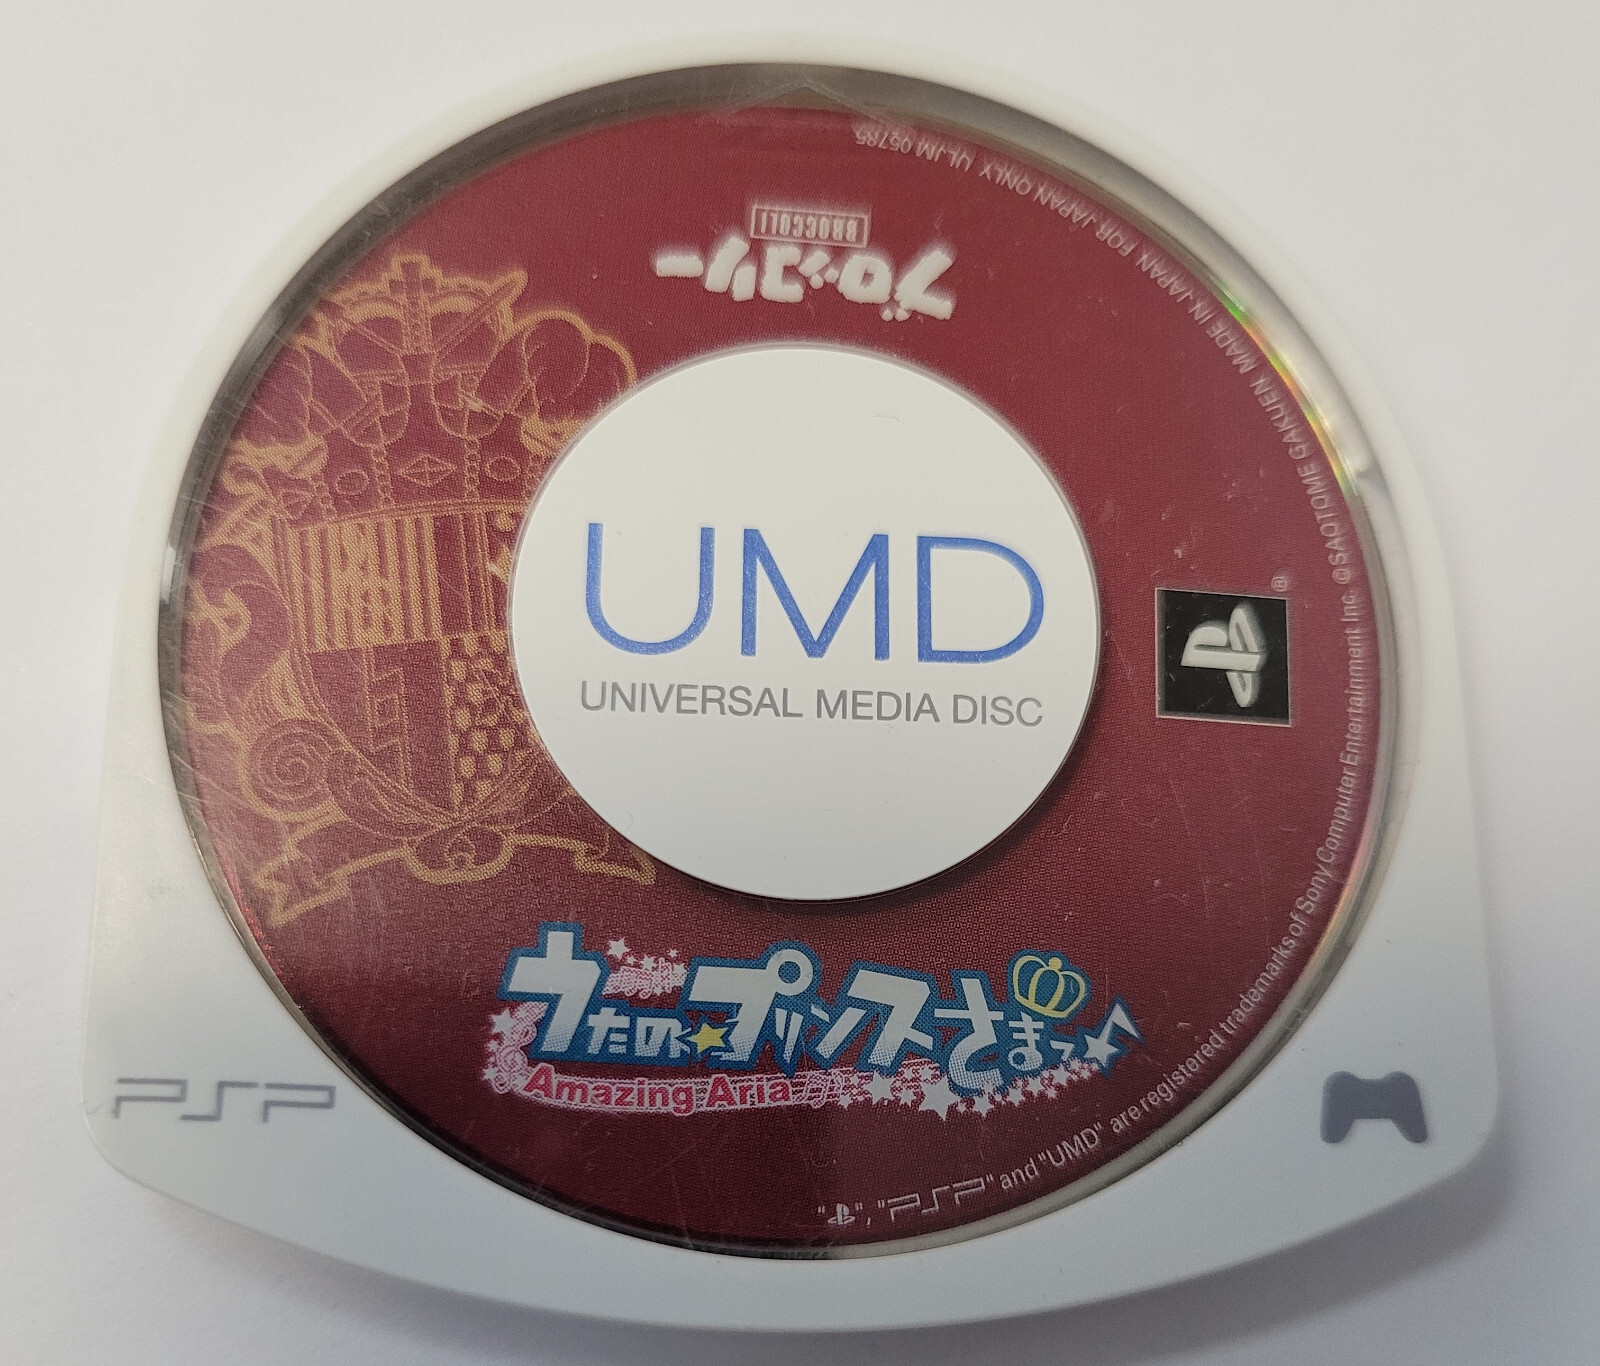 ブロッコリー
BROCCOLI
UMD
UNIVERSAL MEDIA DISC
うたの☆プリンスさまっ♪
Amazing Aria
PSP
"PSP" and "UMD" are registered trademarks of Sony Computer Entertainment Inc. ©SAOTOME GAKUEN MADE IN JAPAN FOR JAPAN ONLY ULJM 05785